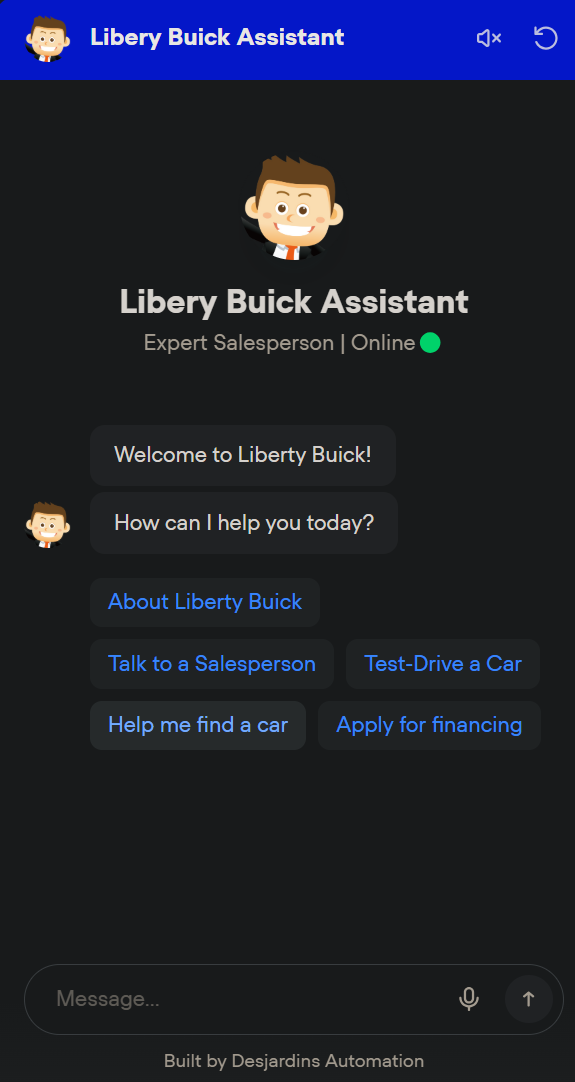 Libery Buick Assistant
Libery Buick Assistant
Expert Salesperson | Online
Welcome to Liberty Buick!
How can I help you today?
About Liberty Buick
Talk to a Salesperson Test-Drive a Car
Help me find a car Apply for financing
Message...
Built by Desjardins Automation